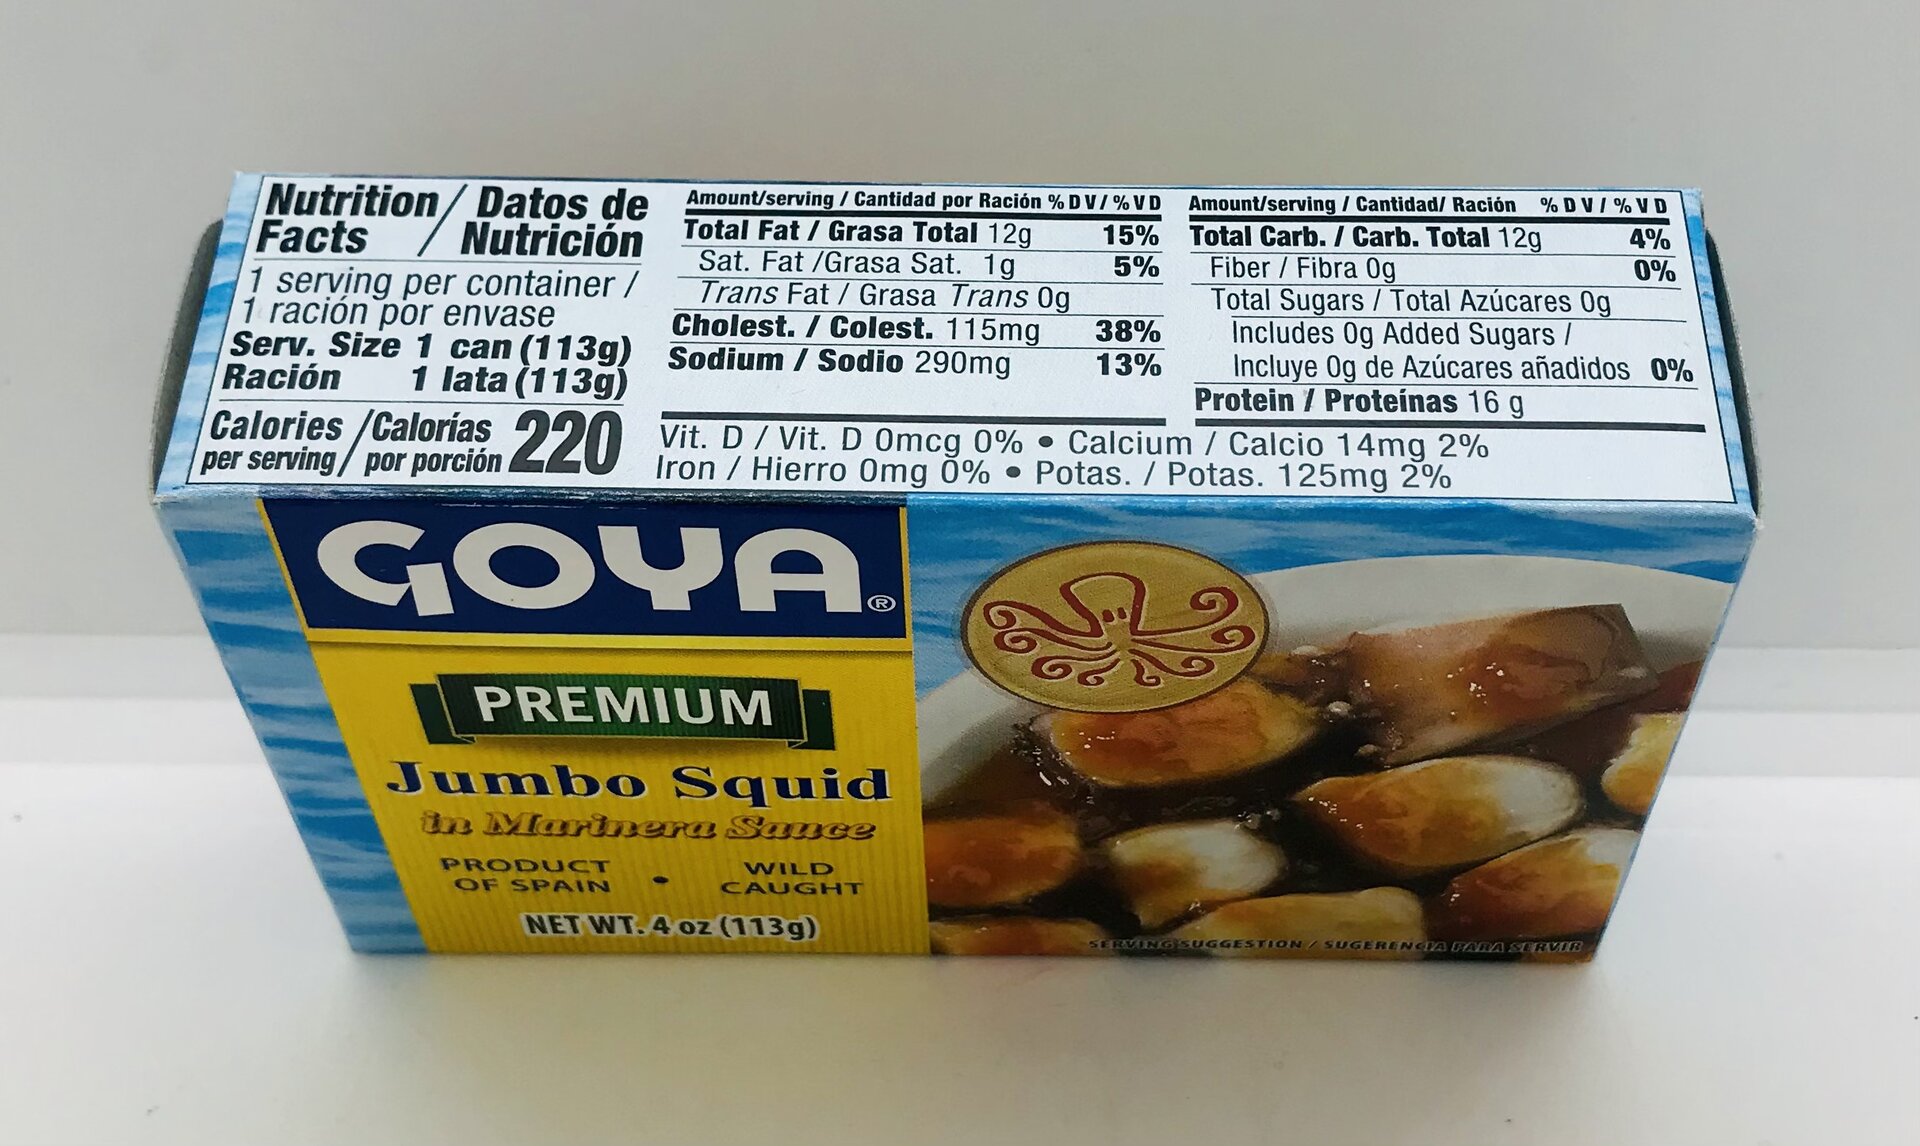 Nutrition / Datos de
Facts / Nutrición
1 serving per container /
1 ración por envase
Serv. Size 1 can (113g)
Ración 1 lata (113g)
Calories / Calorías 220
per serving / por porción
Amount/serving / Cantidad por Ración % D V / % V D
Total Fat / Grasa Total 12g 15%
Sat. Fat /Grasa Sat. 1g 5%
Trans Fat / Grasa Trans 0g
Cholest. / Colest. 115mg 38%
Sodium / Sodio 290mg 13%
Amount/serving / Cantidad/ Ración % D V / % V D
Total Carb. / Carb. Total 12g 4%
Fiber / Fibra 0g 0%
Total Sugars / Total Azúcares 0g
Includes 0g Added Sugars /
Incluye 0g de Azúcares añadidos 0%
Protein / Proteínas 16 g
Vit. D / Vit. D 0mcg 0% • Calcium / Calcio 14mg 2%
Iron / Hierro 0mg 0% • Potas. / Potas. 125mg 2%
GOYA®
PREMIUM
Jumbo Squid
in Marinera Sauce
PRODUCT OF SPAIN • WILD CAUGHT
NET WT. 4 oz (113g)
SERVING SUGGESTION / SUGERENCIA PARA SERVIR